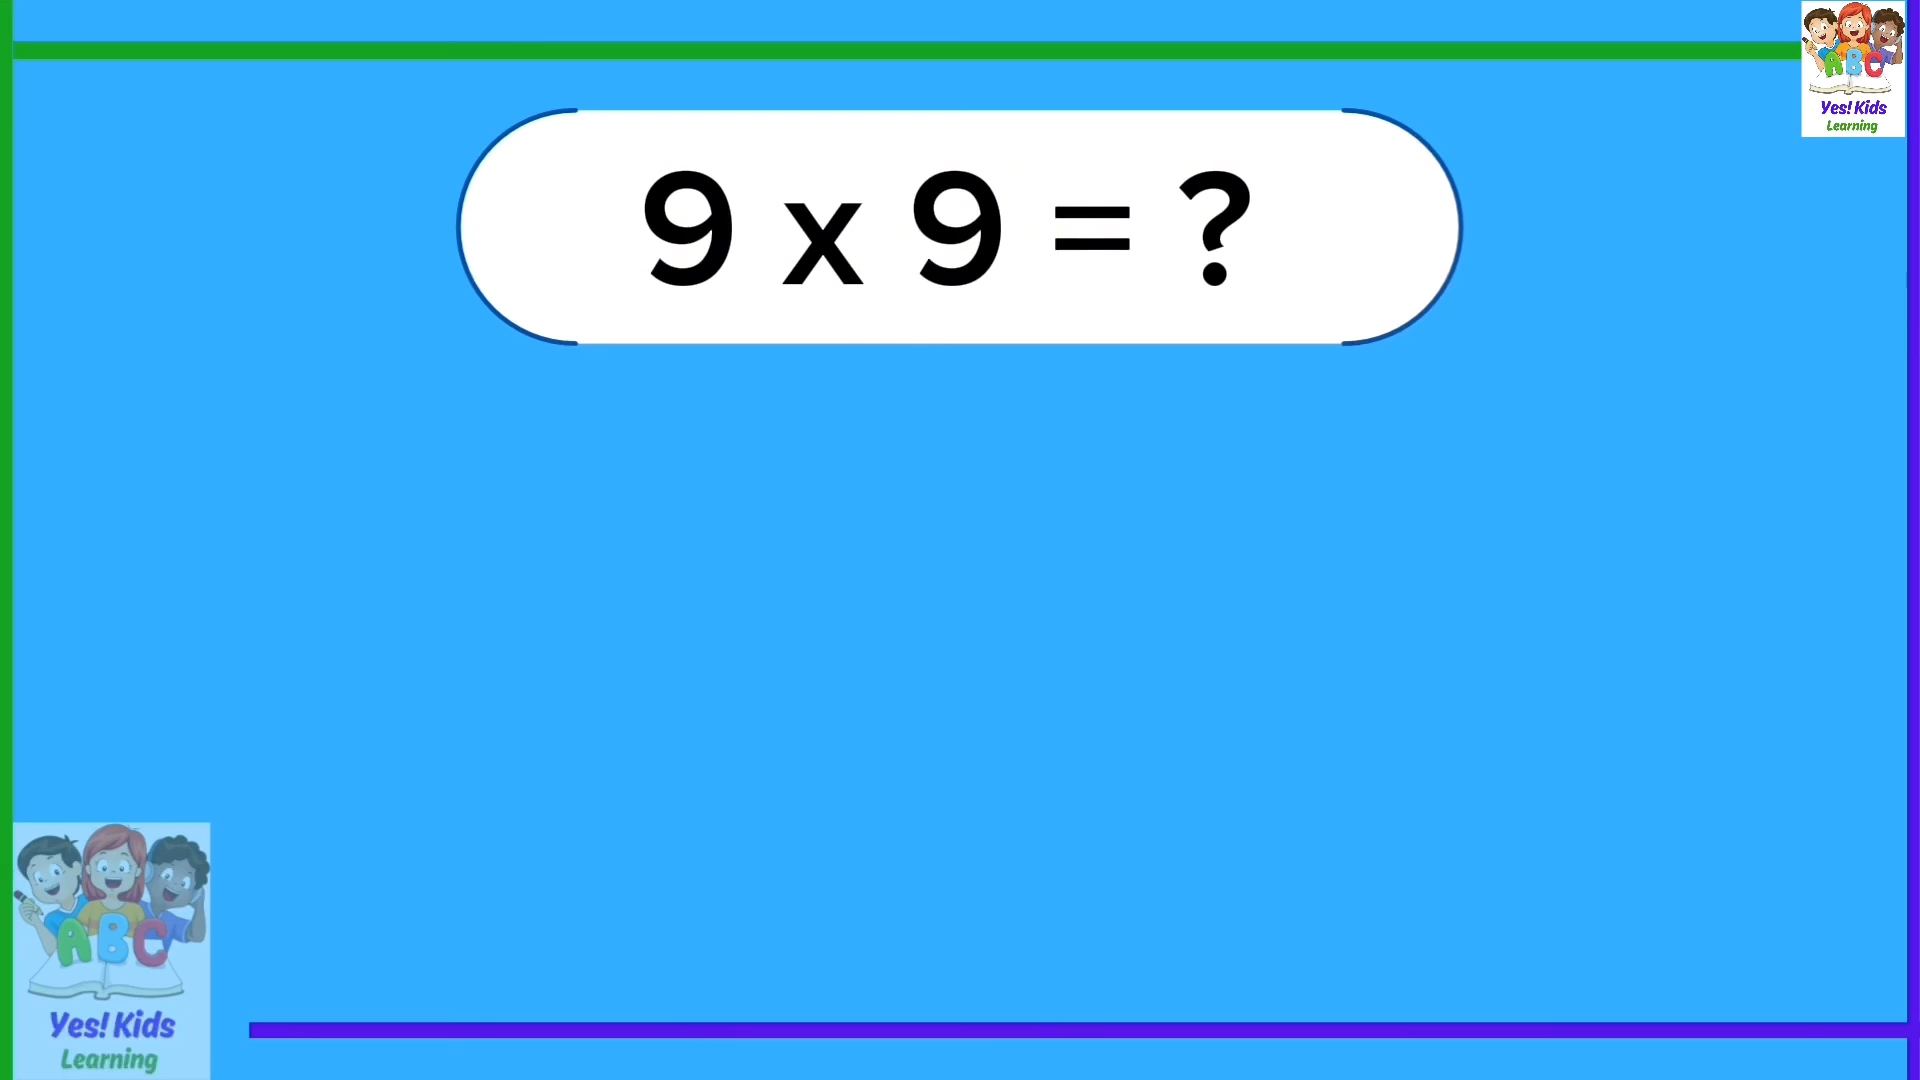 9 x 9 = ?
ABC
Yes! Kids
Learning
ABC
Yes! Kids
Learning